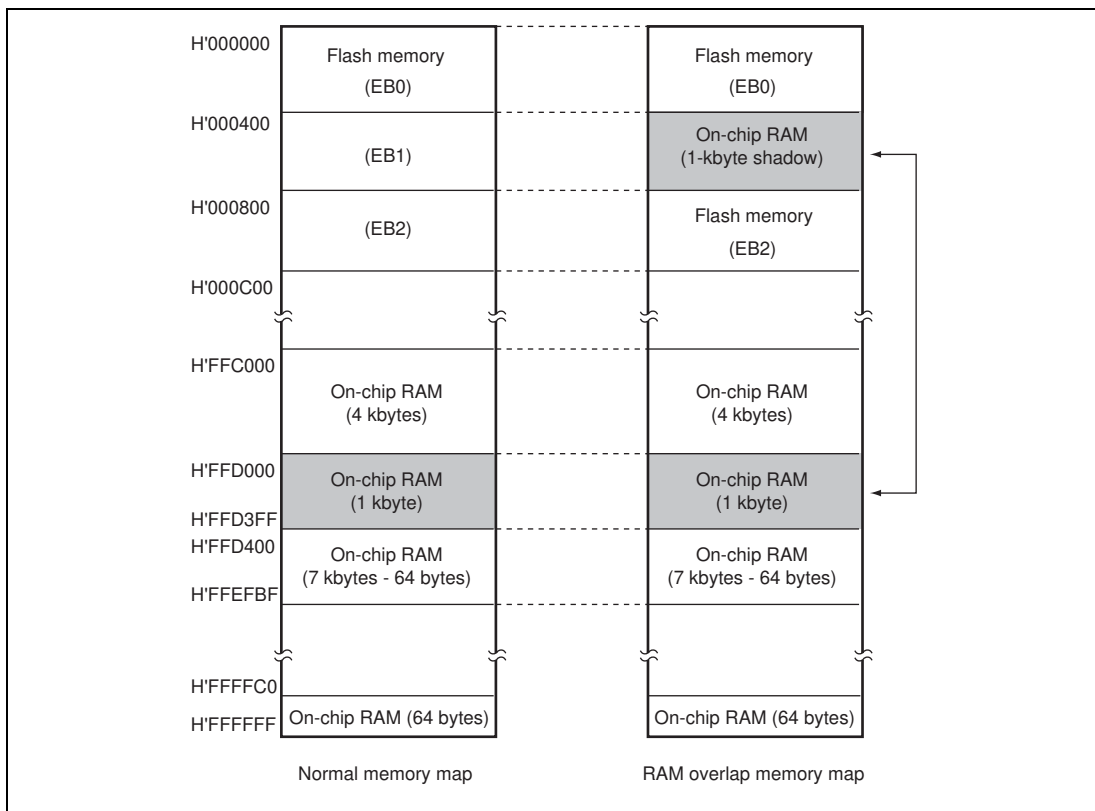 H'000000
Flash memory
(EB0)
Flash memory
(EB0)
H'000400
(EB1)
On-chip RAM
(1-kbyte shadow)
H'000800
(EB2)
Flash memory
(EB2)
H'000C00
H'FFC000
On-chip RAM
(4 kbytes)
On-chip RAM
(4 kbytes)
H'FFD000
On-chip RAM
(1 kbyte)
On-chip RAM
(1 kbyte)
H'FFD3FF
H'FFD400
On-chip RAM
(7 kbytes - 64 bytes)
On-chip RAM
(7 kbytes - 64 bytes)
H'FFEFBF
H'FFFFC0
H'FFFFFF
On-chip RAM (64 bytes)
On-chip RAM (64 bytes)
Normal memory map
RAM overlap memory map